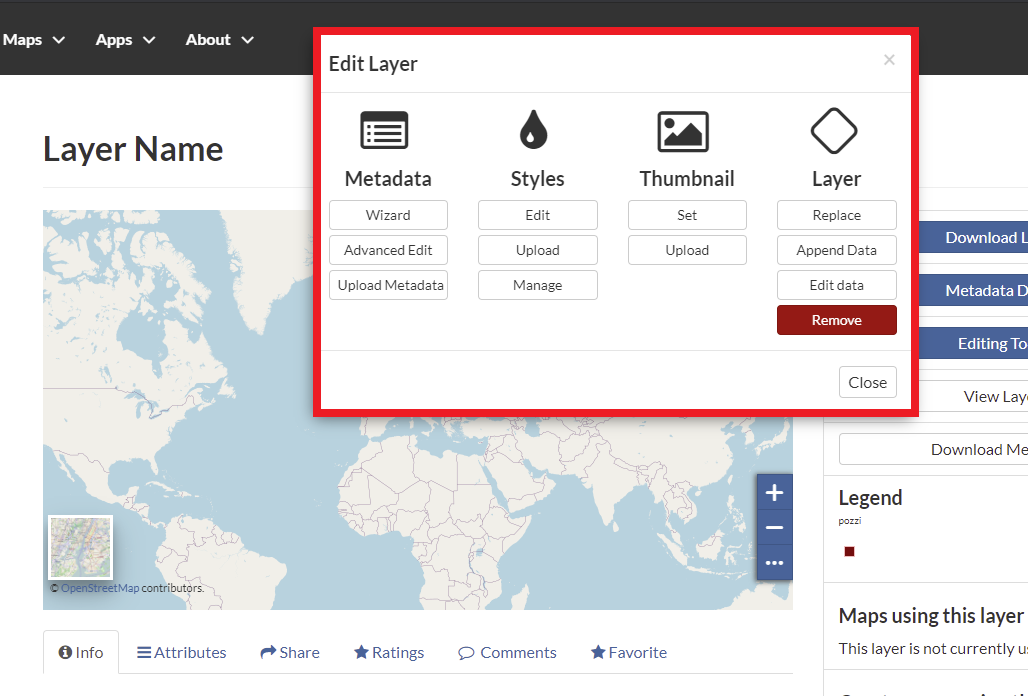 Maps Apps About
Edit Layer
×
Metadata Styles Thumbnail Layer
Wizard Edit Set Replace
Advanced Edit Upload Upload Append Data
Upload Metadata Manage Edit data
Remove
Close
Layer Name
© OpenStreetMap contributors.
Download L
Metadata D
Editing To
View Lay
Download Me
Legend
pozzi
Maps using this layer
This layer is not currently u
Info Attributes Share Ratings Comments Favorite